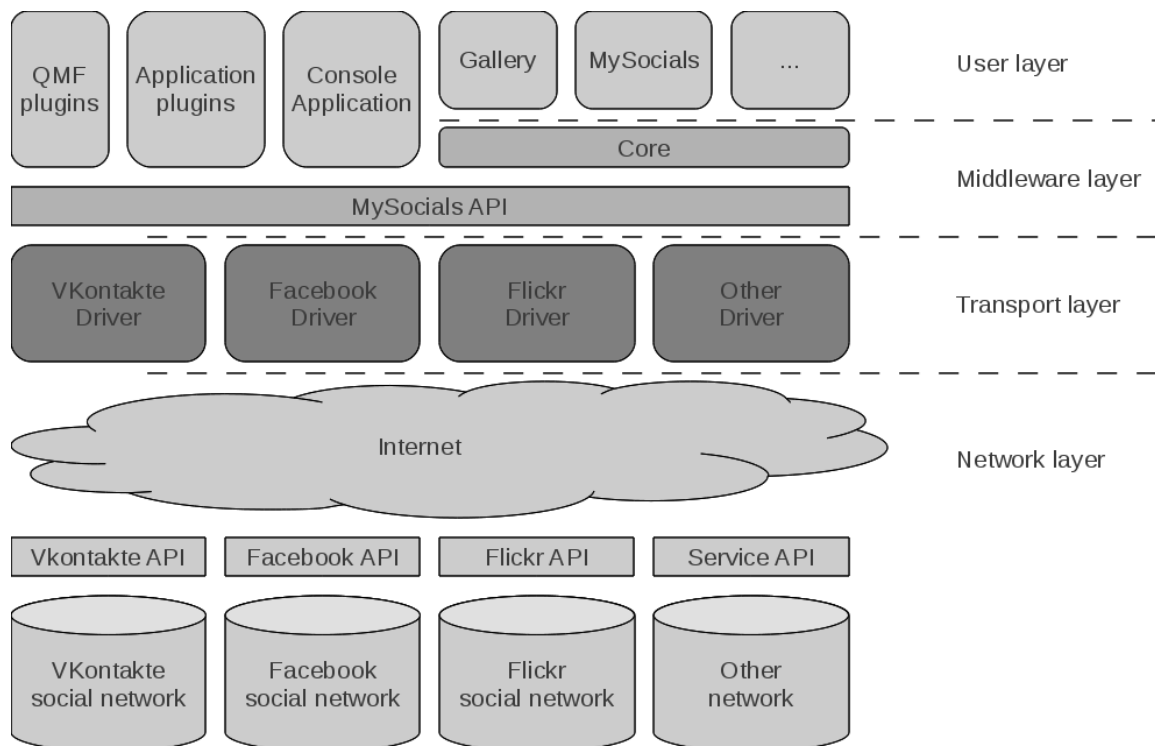 QMF
plugins
Application
plugins
Console
Application
Gallery
MySocials
...
User layer
Core
Middleware layer
MySocials API
VKontakte
Driver
Facebook
Driver
Flickr
Driver
Other
Driver
Transport layer
Internet
Network layer
Vkontakte API
Facebook API
Flickr API
Service API
VKontakte
social network
Facebook
social network
Flickr
social network
Other
network